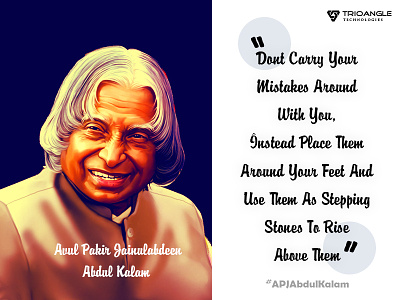 TRIOANGLE
TECHNOLOGIES
"Dont Carry Your
Mistakes Around
With You,
Înstead Place Them
Around Your Feet And
Use Them As Stepping
Stones To Rise
Above Them"
Avul Pakir Jainulabdeen
Abdul Kalam
#APJAbdulKalam